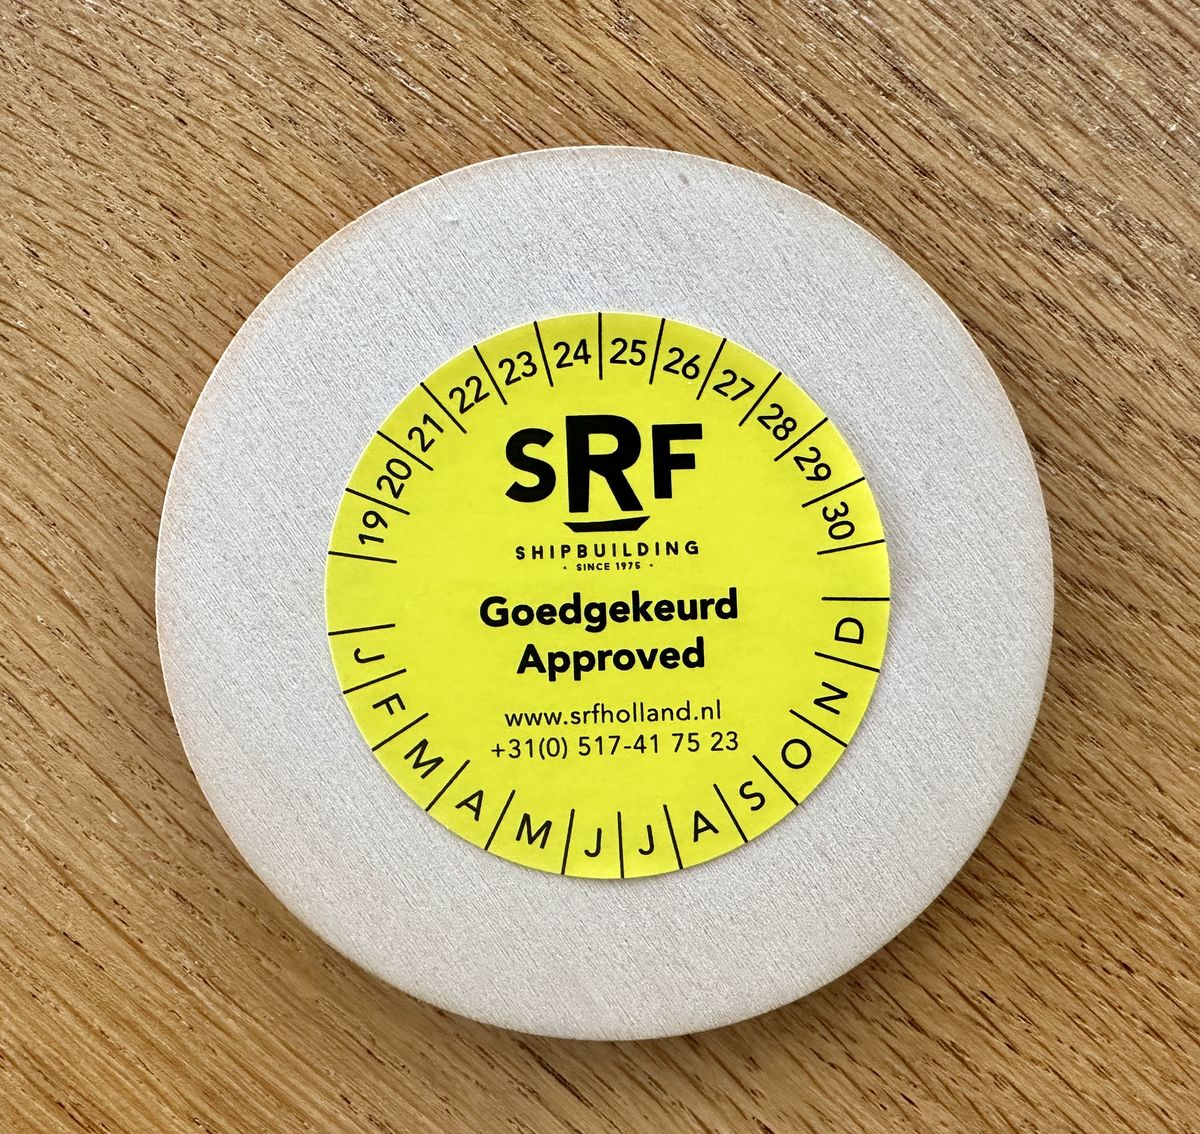 19 20 21 22 23 24 25 26 27 28 29 30
SRF
SHIPBUILDING
· SINCE 1975 ·
Goedgekeurd
Approved
www.srfholland.nl
+31(0) 517-41 75 23
J F M A M J J A S O N D